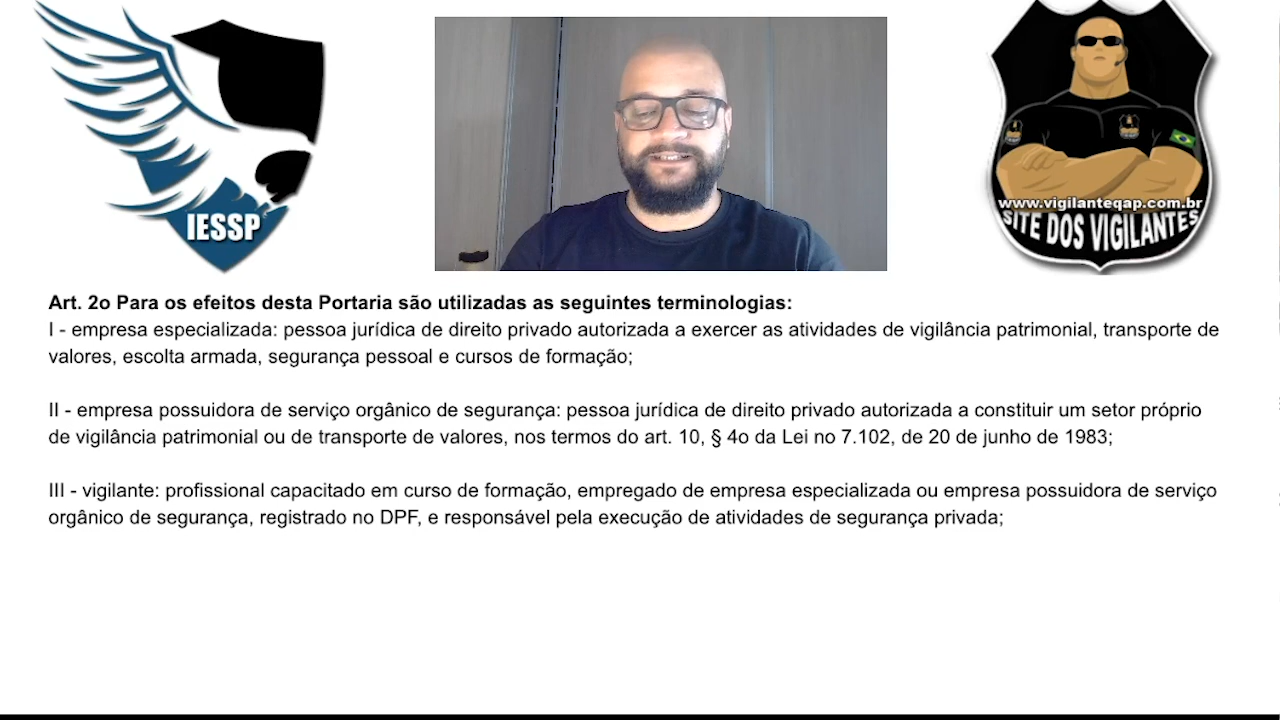 IESSP
www.vigilanteqap.com.br
SITE DOS VIGILANTES
Art. 2o Para os efeitos desta Portaria são utilizadas as seguintes terminologias:
I - empresa especializada: pessoa jurídica de direito privado autorizada a exercer as atividades de vigilância patrimonial, transporte de
valores, escolta armada, segurança pessoal e cursos de formação;
II - empresa possuidora de serviço orgânico de segurança: pessoa jurídica de direito privado autorizada a constituir um setor próprio
de vigilância patrimonial ou de transporte de valores, nos termos do art. 10, § 4o da Lei no 7.102, de 20 de junho de 1983;
III - vigilante: profissional capacitado em curso de formação, empregado de empresa especializada ou empresa possuidora de serviço
orgânico de segurança, registrado no DPF, e responsável pela execução de atividades de segurança privada;